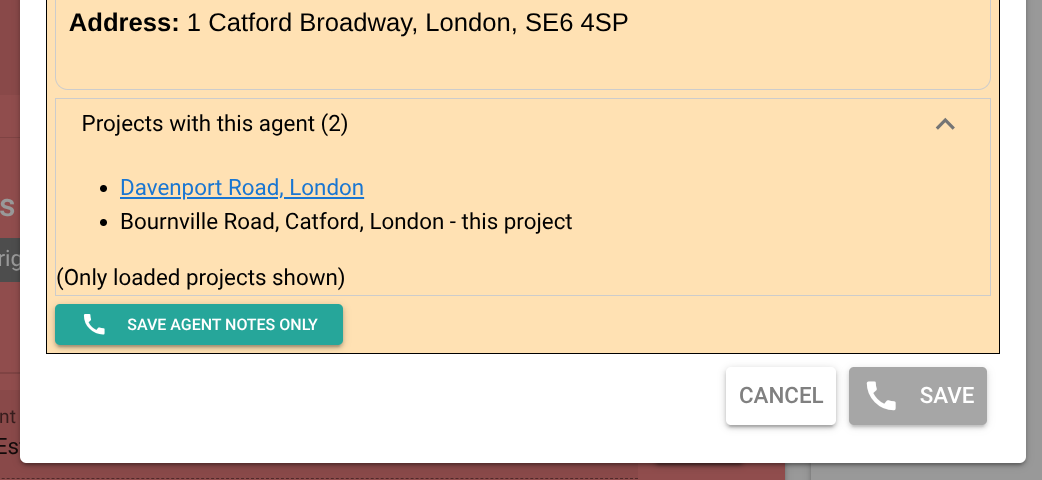 Address: 1 Catford Broadway, London, SE6 4SP
Projects with this agent (2)
Davenport Road, London
Bournville Road, Catford, London - this project
(Only loaded projects shown)
SAVE AGENT NOTES ONLY
CANCEL
SAVE